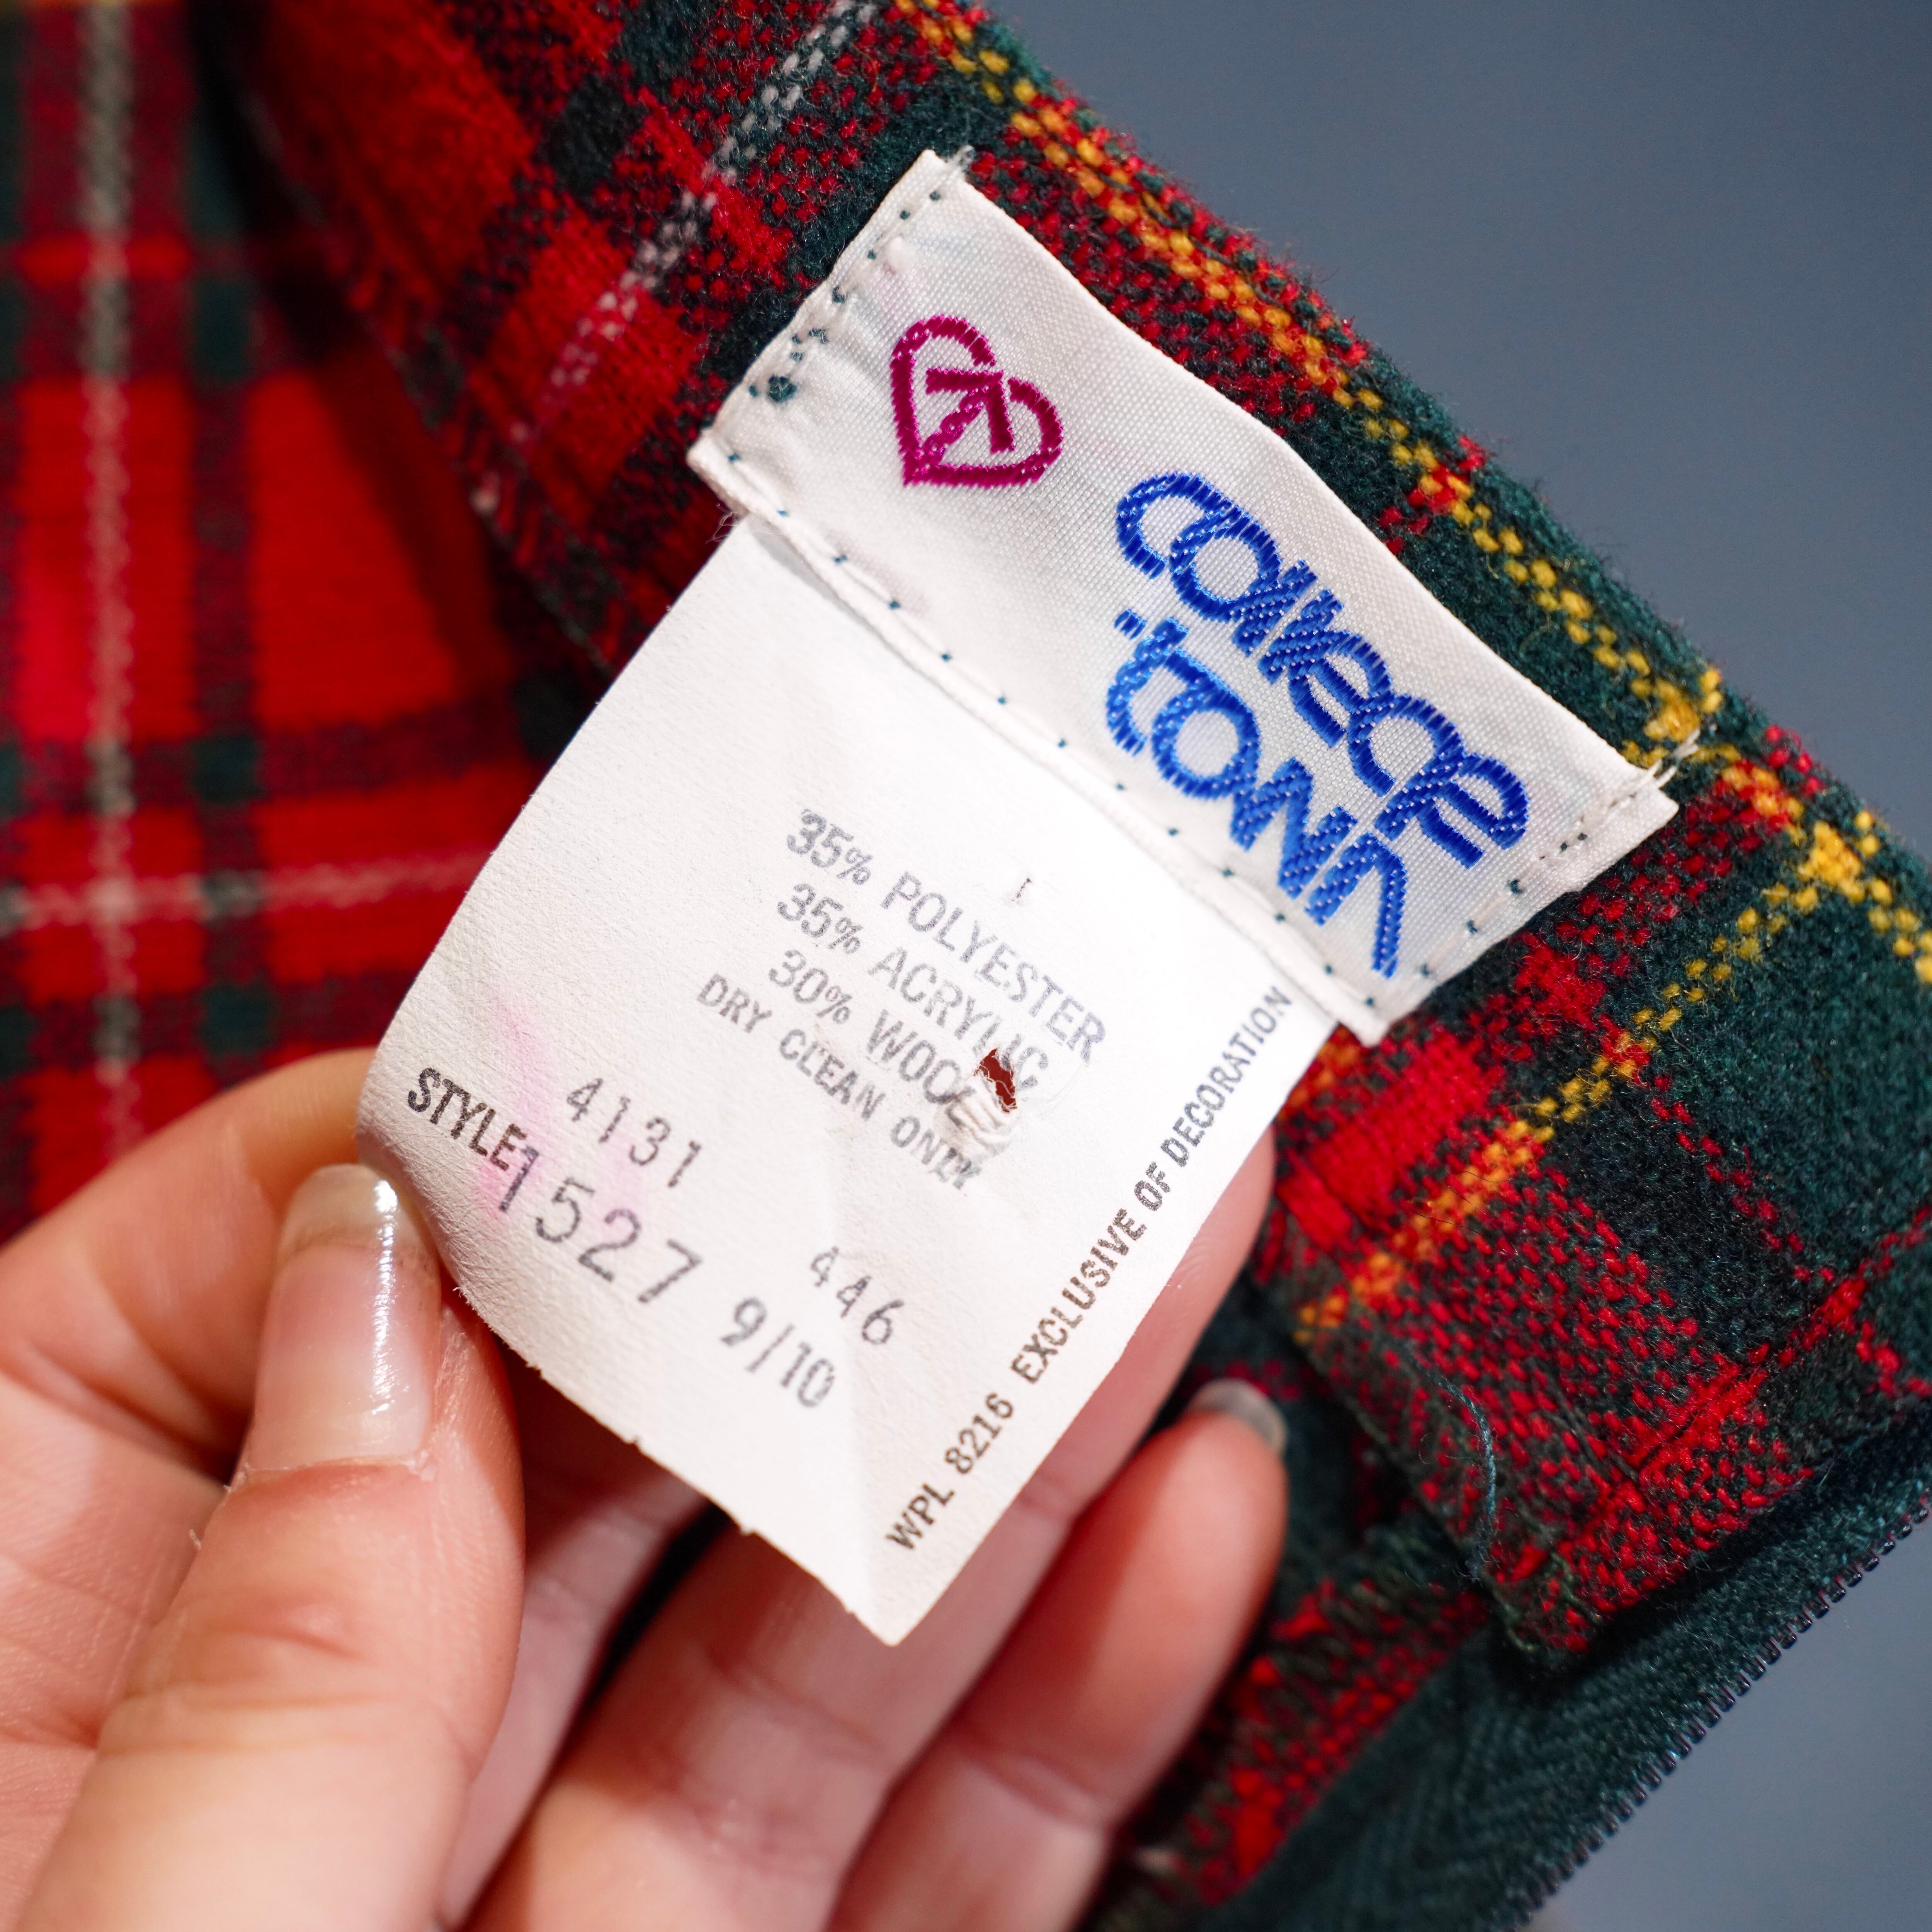 college
town
35% POLYESTER
35% ACRYLIC
30% WOOL
DRY CLEAN ONLY
4131 446
STYLE 1527 9/10
WPL 8216 EXCLUSIVE OF DECORATION